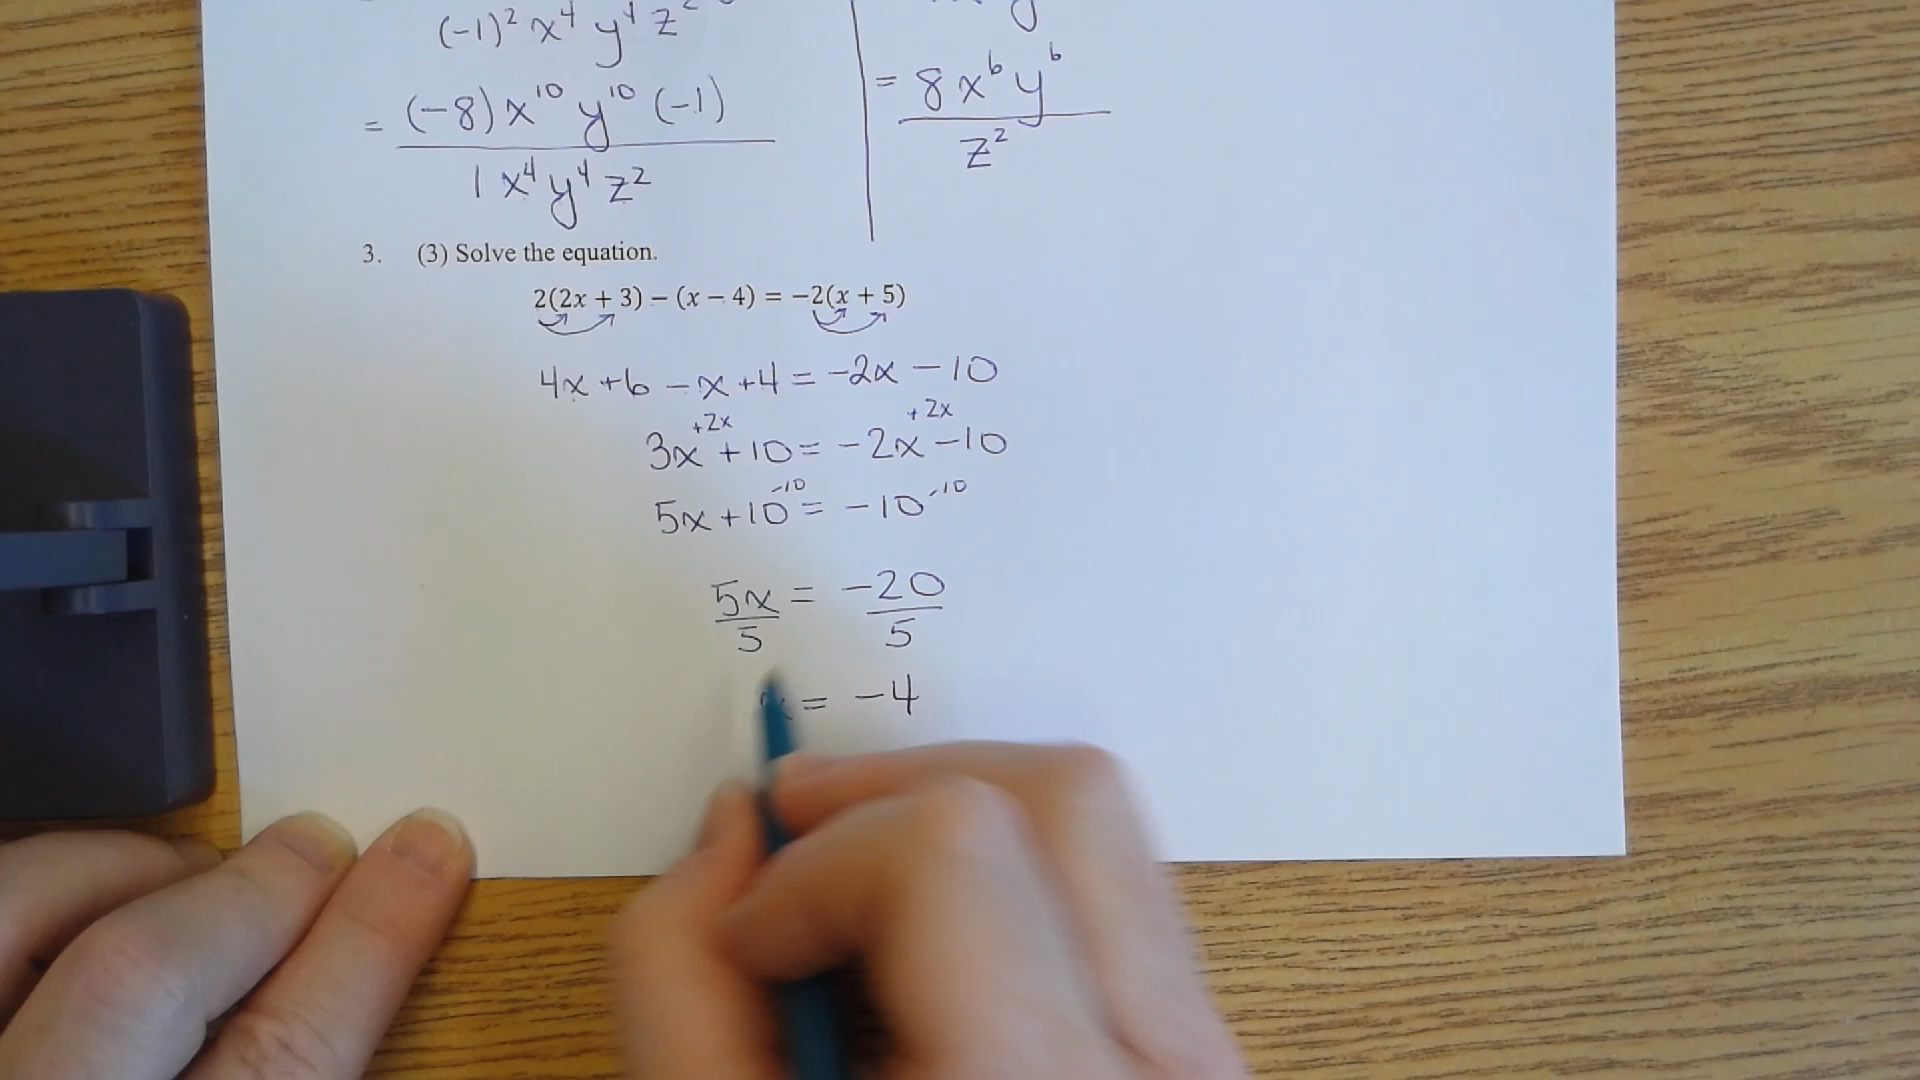 (-1)² x⁴ y⁴ z²
= (-8) x¹⁰ y¹⁰ (-1)
1 x⁴ y⁴ z²
= 8 x⁶ y⁶
z²
3. (3) Solve the equation.
2(2x + 3) – (x – 4) = –2(x + 5)
4x +6 -x +4 = -2x -10
+2x +2x
3x +10 = -2x -10
-10 -10
5x +10 = -10
5x = -20
5 5
x = -4